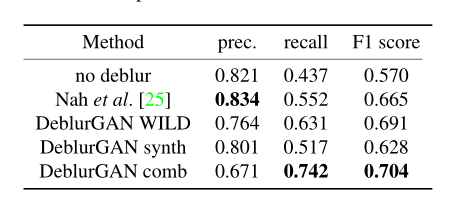 Method prec. recall F1 score
no deblur 0.821 0.437 0.570
Nah et al. [25] 0.834 0.552 0.665
DeblurGAN WILD 0.764 0.631 0.691
DeblurGAN synth 0.801 0.517 0.628
DeblurGAN comb 0.671 0.742 0.704